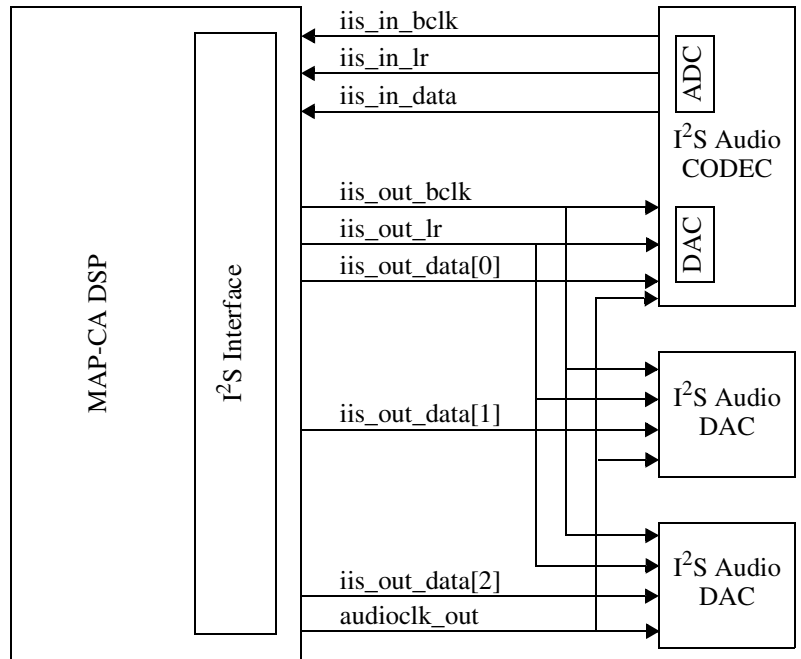 MAP-CA DSP
I²S Interface
iis_in_bclk
iis_in_lr
iis_in_data
iis_out_bclk
iis_out_lr
iis_out_data[0]
iis_out_data[1]
iis_out_data[2]
audioclk_out
ADC
I²S Audio
CODEC
DAC
I²S Audio
DAC
I²S Audio
DAC